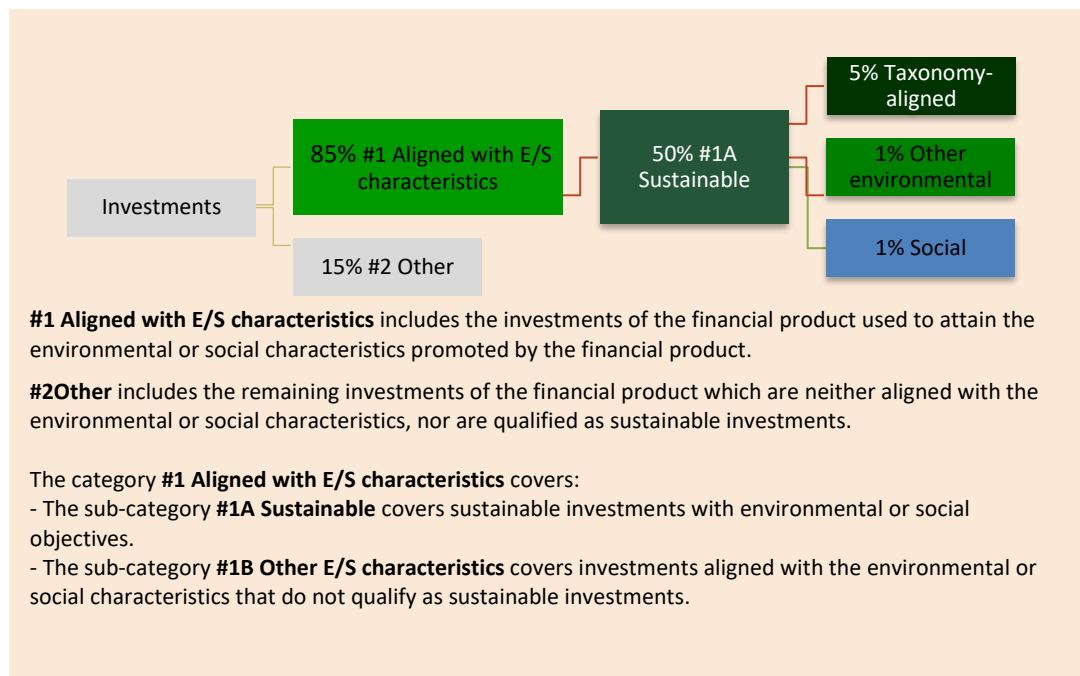 5% Taxonomy-
aligned
85% #1 Aligned with E/S
characteristics
50% #1A
Sustainable
1% Other
environmental
Investments
15% #2 Other
1% Social
#1 Aligned with E/S characteristics includes the investments of the financial product used to attain the
environmental or social characteristics promoted by the financial product.
#2Other includes the remaining investments of the financial product which are neither aligned with the
environmental or social characteristics, nor are qualified as sustainable investments.
The category #1 Aligned with E/S characteristics covers:
- The sub-category #1A Sustainable covers sustainable investments with environmental or social
objectives.
- The sub-category #1B Other E/S characteristics covers investments aligned with the environmental or
social characteristics that do not qualify as sustainable investments.